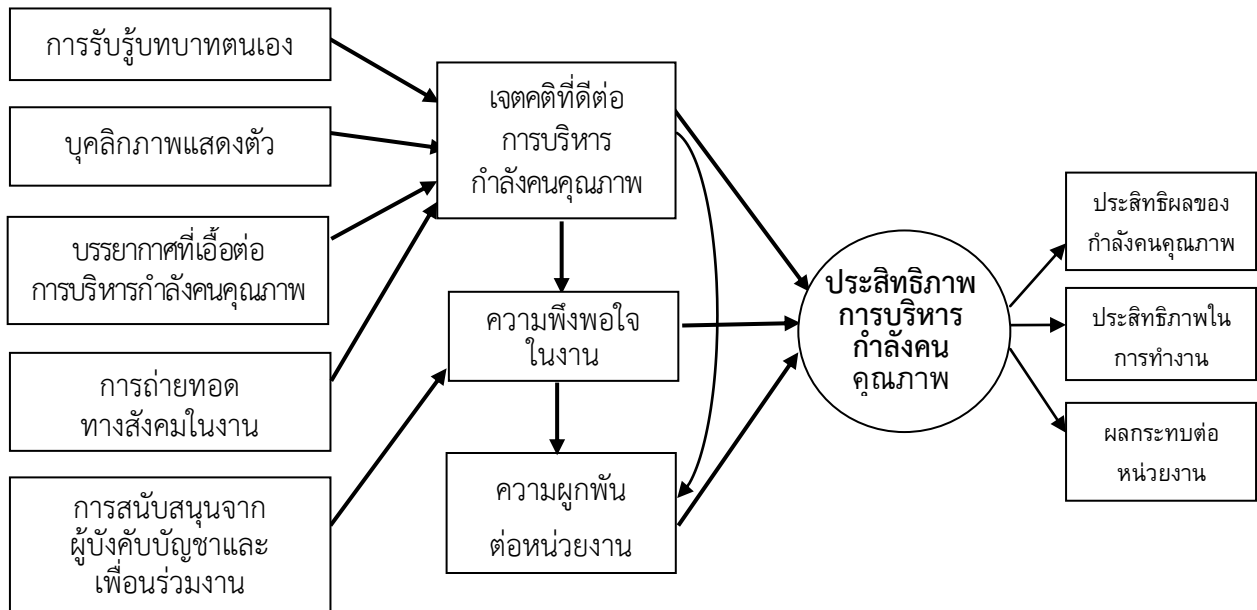 การรับรู้บทบาทตนเอง
บุคลิกภาพแสดงตัว
บรรยากาศที่เอื้อต่อ
การบริหารกำลังคนคุณภาพ
การถ่ายทอด
ทางสังคมในงาน
การสนับสนุนจาก
ผู้บังคับบัญชาและ
เพื่อนร่วมงาน
เจตคติที่ดีต่อ
การบริหาร
กำลังคนคุณภาพ
ความพึงพอใจ
ในงาน
ความผูกพัน
ต่อหน่วยงาน
ประสิทธิภาพ
การบริหาร
กำลังคน
คุณภาพ
ประสิทธิผลของ
กำลังคนคุณภาพ
ประสิทธิภาพใน
การทำงาน
ผลกระทบต่อ
หน่วยงาน